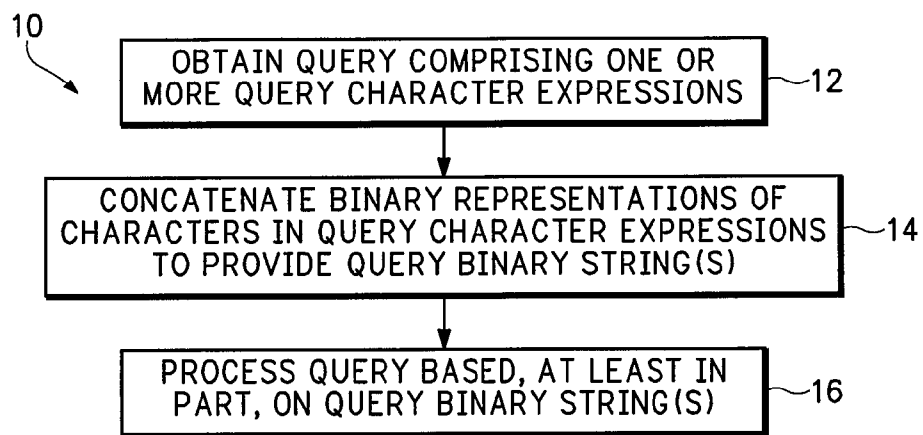 10
OBTAIN QUERY COMPRISING ONE OR
MORE QUERY CHARACTER EXPRESSIONS
12
CONCATENATE BINARY REPRESENTATIONS OF
CHARACTERS IN QUERY CHARACTER EXPRESSIONS
TO PROVIDE QUERY BINARY STRING(S)
14
PROCESS QUERY BASED, AT LEAST IN
PART, ON QUERY BINARY STRING(S)
16